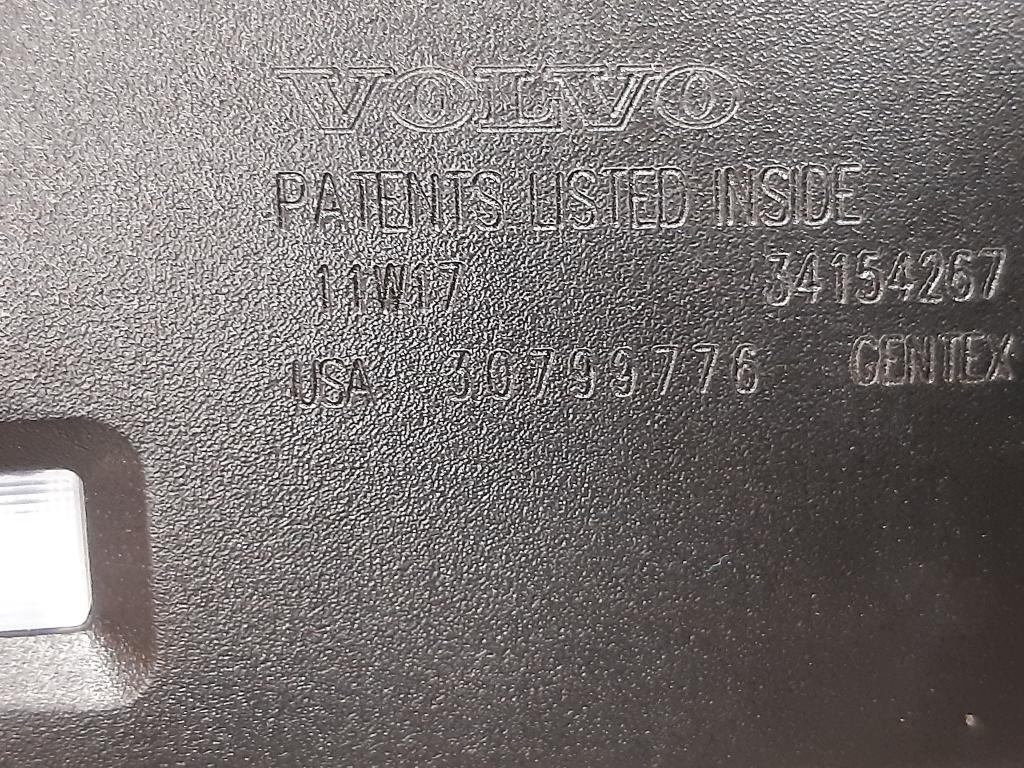 VOLVO
PATENTS LISTED INSIDE
11W17 34154267
USA 30799776 GENTEX